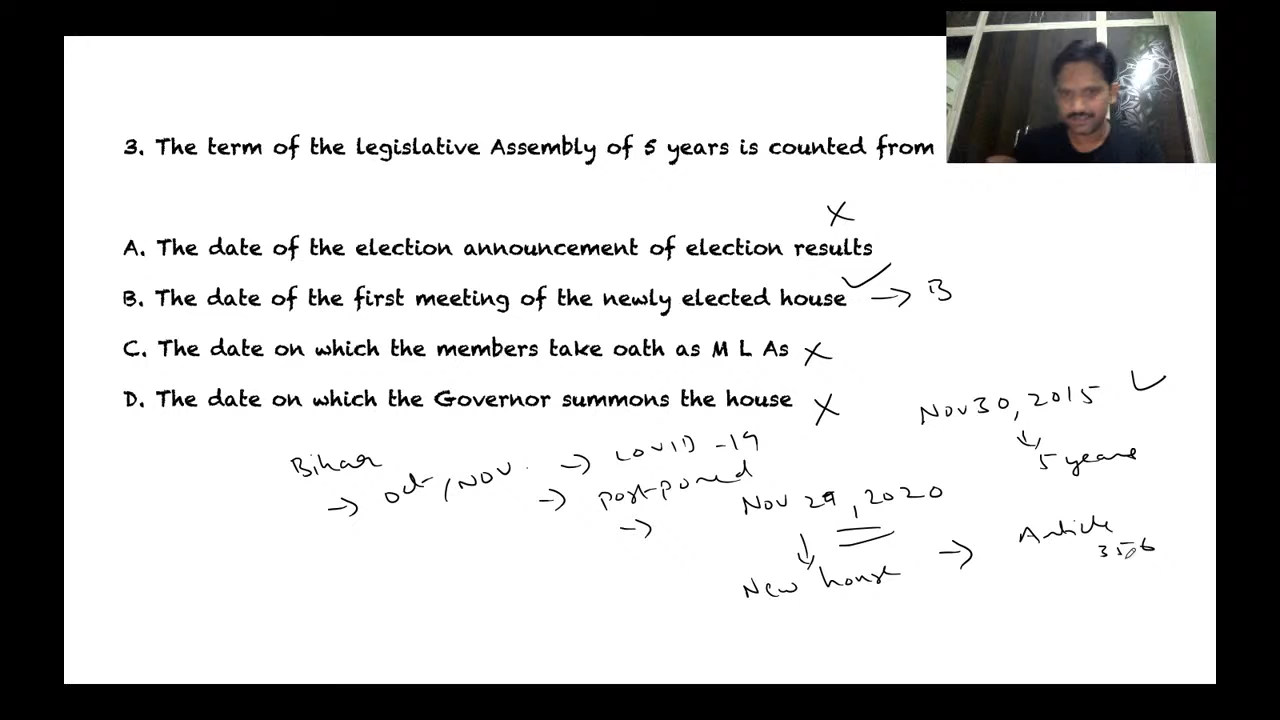 3. The term of the legislative Assembly of 5 years is counted from
A. The date of the election announcement of election results
B. The date of the first meeting of the newly elected house → B
C. The date on which the members take oath as M L As
D. The date on which the Governor summons the house
Nov 30, 2015
↓
5 years
Bihar
→ Oct/NOV. → COVID-19
→ postponed
→
Nov 29, 2020
↓
New house → Article
356